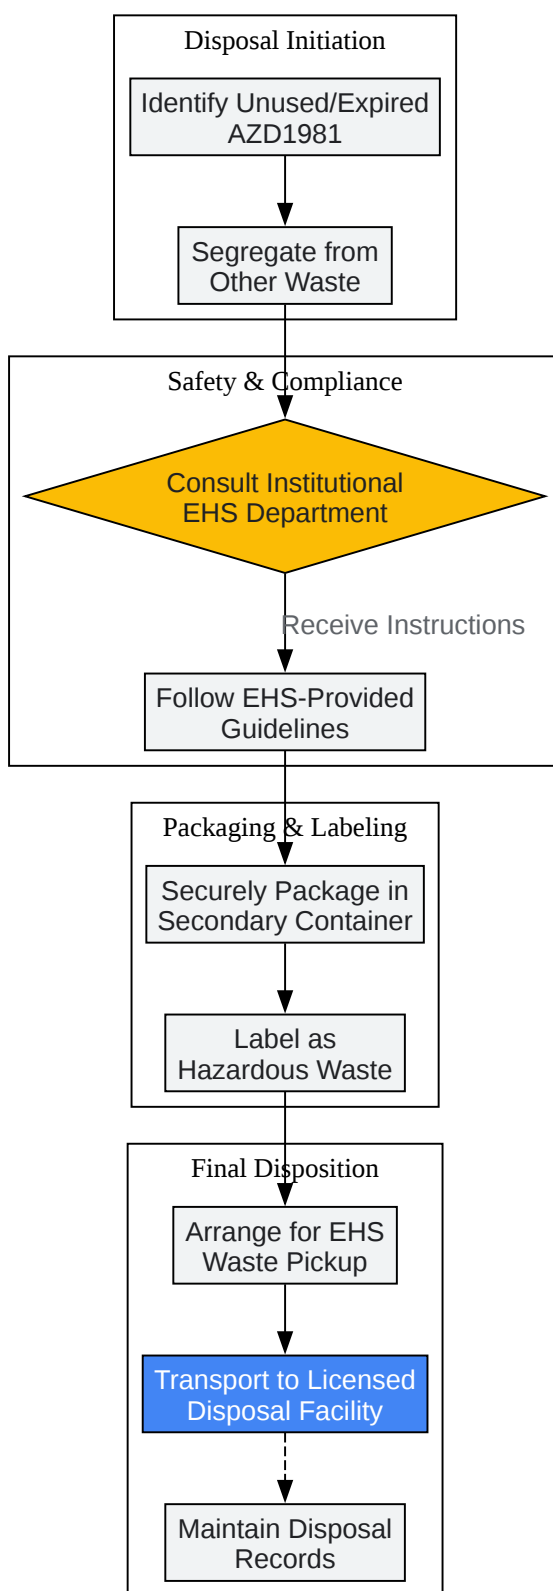 Disposal Initiation
Identify Unused/Expired
AZD1981
Segregate from
Other Waste
Safety & Compliance
Consult Institutional
EHS Department
Receive Instructions
Follow EHS-Provided
Guidelines
Packaging & Labeling
Securely Package in
Secondary Container
Label as
Hazardous Waste
Final Disposition
Arrange for EHS
Waste Pickup
Transport to Licensed
Disposal Facility
Maintain Disposal
Records